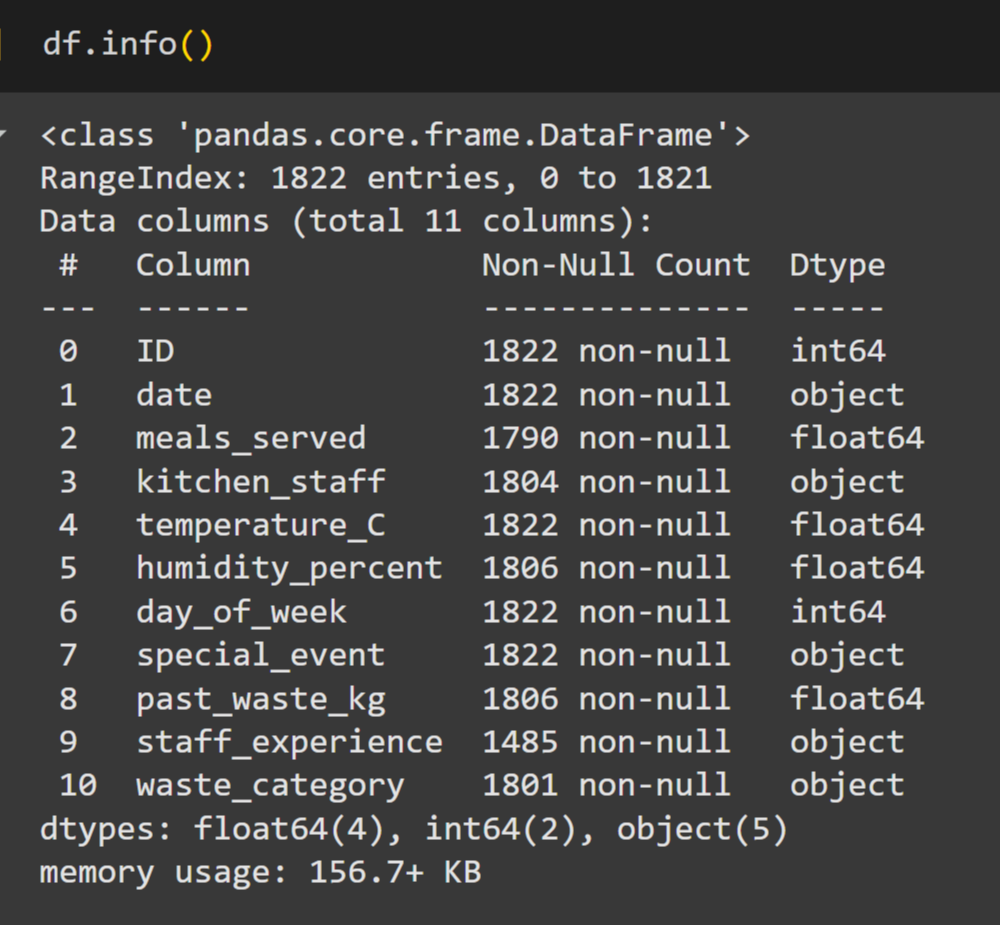 df.info()
<class 'pandas.core.frame.DataFrame'>
RangeIndex: 1822 entries, 0 to 1821
Data columns (total 11 columns):
 #   Column            Non-Null Count  Dtype
---  ------            --------------  -----
 0   ID                1822 non-null   int64
 1   date              1822 non-null   object
 2   meals_served      1790 non-null   float64
 3   kitchen_staff     1804 non-null   object
 4   temperature_C     1822 non-null   float64
 5   humidity_percent  1806 non-null   float64
 6   day_of_week       1822 non-null   int64
 7   special_event     1822 non-null   object
 8   past_waste_kg     1806 non-null   float64
 9   staff_experience  1485 non-null   object
 10  waste_category    1801 non-null   object
dtypes: float64(4), int64(2), object(5)
memory usage: 156.7+ KB